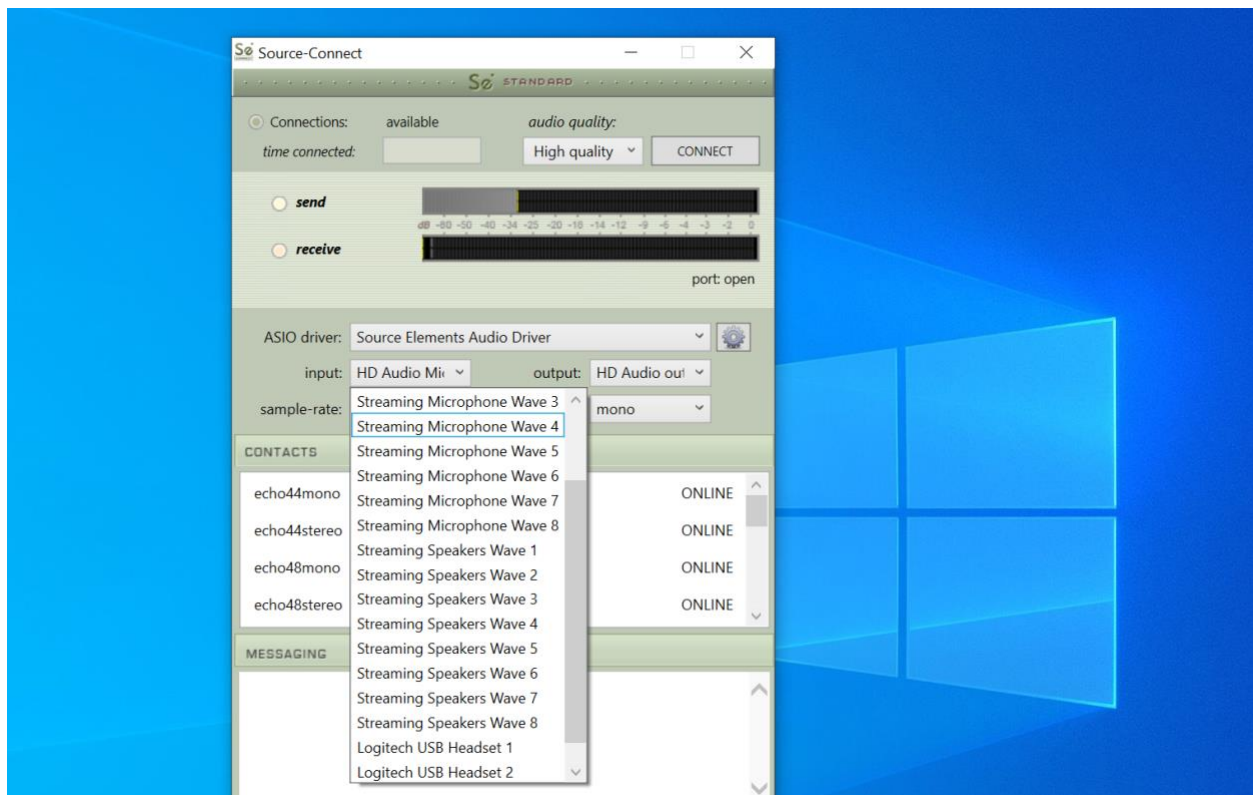 Source-Connect
STANDARD
Connections: available audio quality:
time connected: High quality CONNECT
send
dB -60 -50 -40 -34 -25 -20 -16 -14 -12 -9 -6 -4 -3 -2 0
receive
port: open
ASIO driver: Source Elements Audio Driver
input: HD Audio Mic output: HD Audio out
sample-rate: mono
Streaming Microphone Wave 3
Streaming Microphone Wave 4
CONTACTS
Streaming Microphone Wave 5
Streaming Microphone Wave 6
echo44mono Streaming Microphone Wave 7 ONLINE
echo44stereo Streaming Microphone Wave 8 ONLINE
Streaming Speakers Wave 1
echo48mono Streaming Speakers Wave 2 ONLINE
echo48stereo Streaming Speakers Wave 3 ONLINE
Streaming Speakers Wave 4
MESSAGING
Streaming Speakers Wave 5
Streaming Speakers Wave 6
Streaming Speakers Wave 7
Streaming Speakers Wave 8
Logitech USB Headset 1
Logitech USB Headset 2